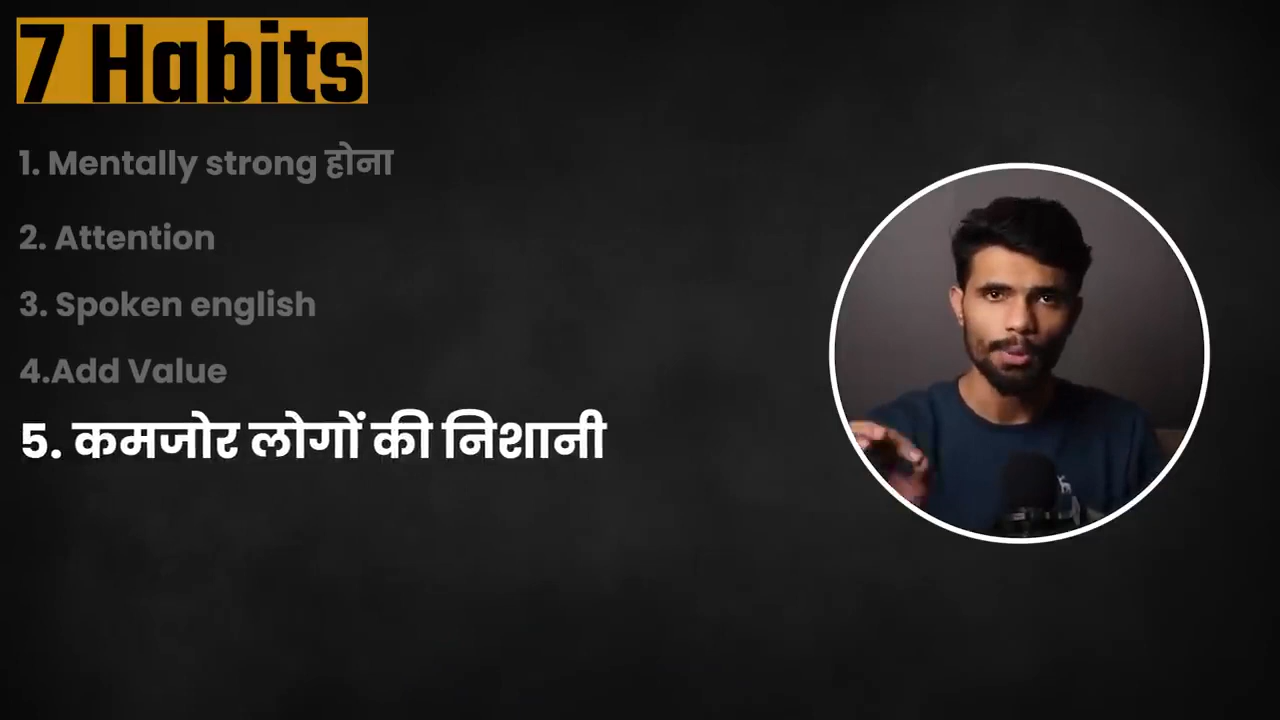 7 Habits
1. Mentally strong होना
2. Attention
3. Spoken english
4.Add Value
5. कमजोर लोगों की निशानी